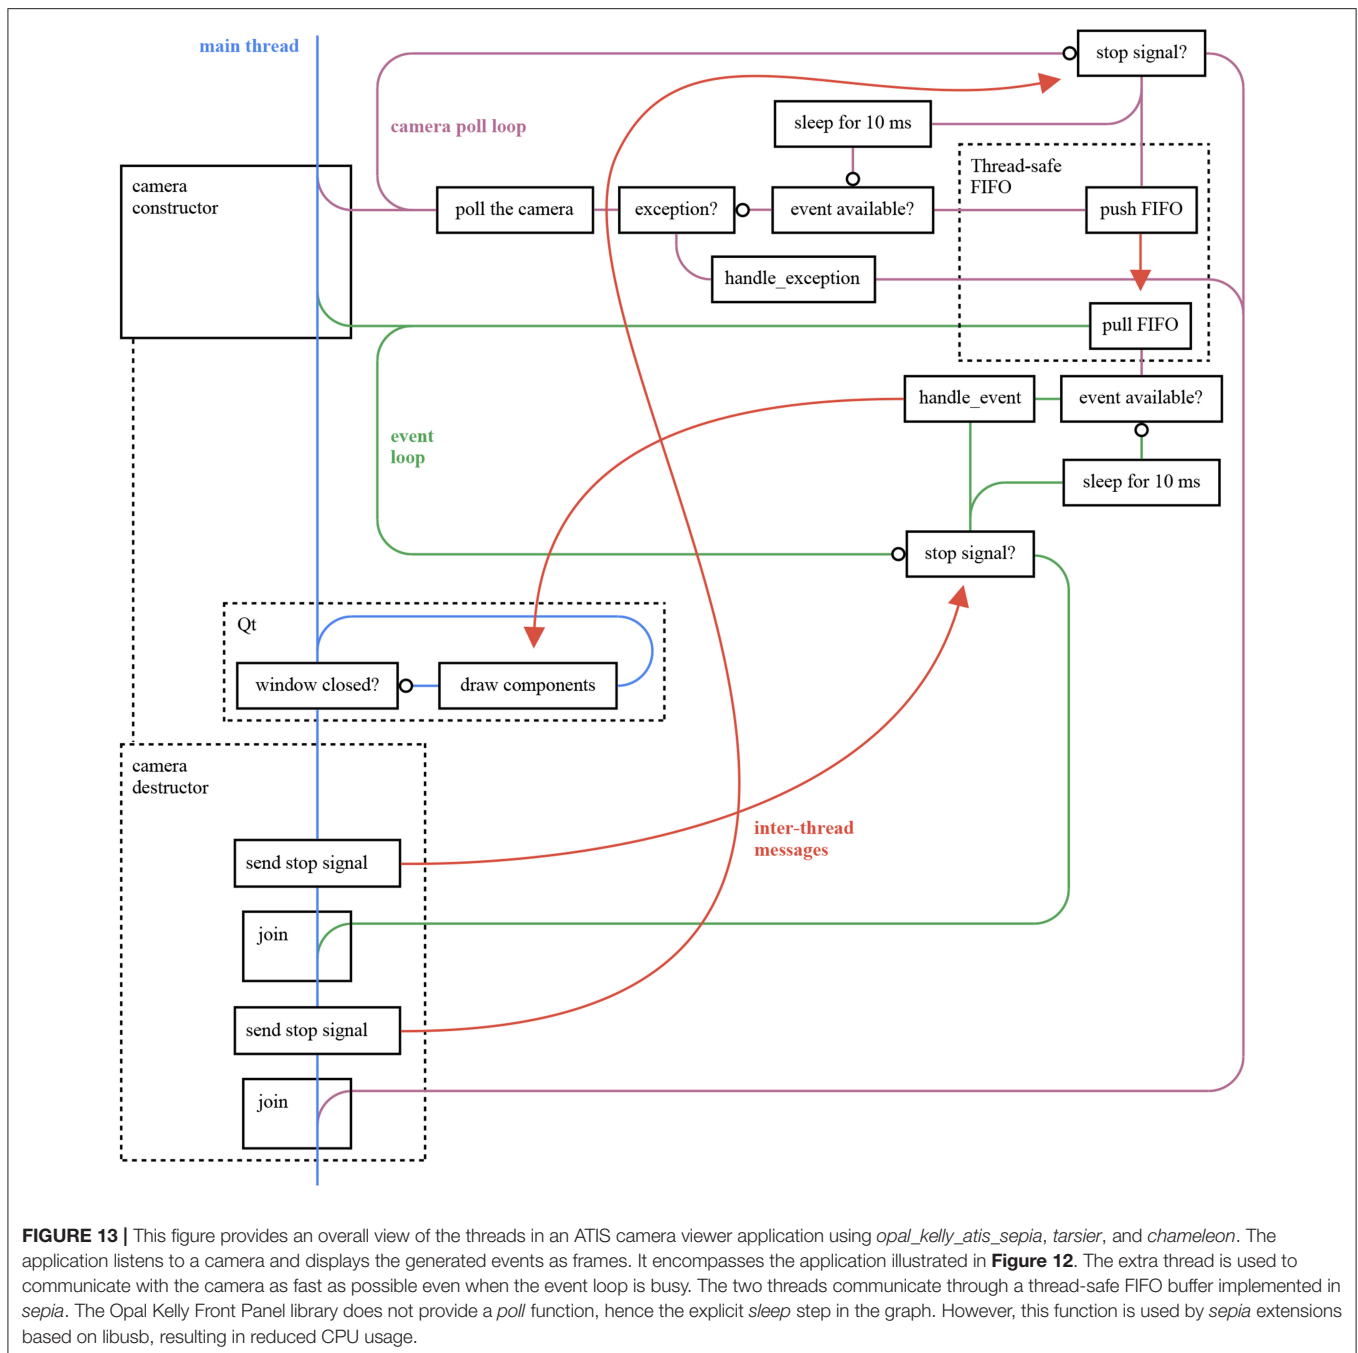 main thread
stop signal?
sleep for 10 ms
camera poll loop
Thread-safe
FIFO
camera
constructor
poll the camera
exception?
event available?
push FIFO
handle_exception
pull FIFO
handle_event
event available?
event
loop
sleep for 10 ms
stop signal?
Qt
window closed?
draw components
camera
destructor
inter-thread
messages
send stop signal
join
send stop signal
join
FIGURE 13 | This figure provides an overall view of the threads in an ATIS camera viewer application using opal_kelly_atis_sepia, tarsier, and chameleon. The
application listens to a camera and displays the generated events as frames. It encompasses the application illustrated in Figure 12. The extra thread is used to
communicate with the camera as fast as possible even when the event loop is busy. The two threads communicate through a thread-safe FIFO buffer implemented in
sepia. The Opal Kelly Front Panel library does not provide a poll function, hence the explicit sleep step in the graph. However, this function is used by sepia extensions
based on libusb, resulting in reduced CPU usage.